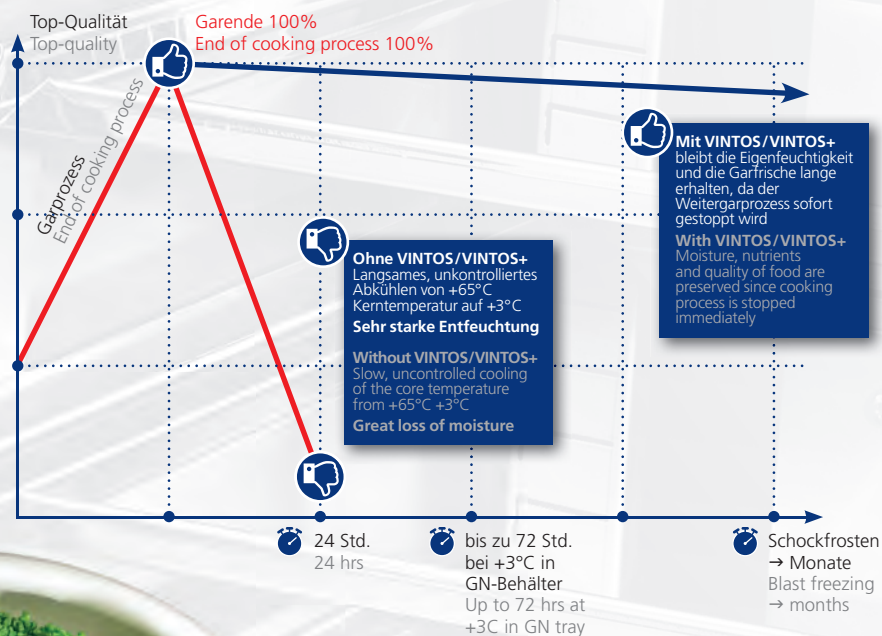 Top-Qualität
Top-quality
Garende 100%
End of cooking process 100%
Garprozess
End of cooking process
Mit VINTOS/VINTOS+
bleibt die Eigenfeuchtigkeit
und die Garfrische lange
erhalten, da der
Weitergarprozess sofort
gestoppt wird
With VINTOS/VINTOS+
Moisture, nutrients
and quality of food are
preserved since cooking
process is stopped
immediately
Ohne VINTOS/VINTOS+
Langsames, unkontrolliertes
Abkühlen von +65°C
Kerntemperatur auf +3°C
Sehr starke Entfeuchtung
Without VINTOS/VINTOS+
Slow, uncontrolled cooling
of the core temperature
from +65°C +3°C
Great loss of moisture
24 Std.
24 hrs
bis zu 72 Std.
bei +3°C in
GN-Behälter
Up to 72 hrs at
+3C in GN tray
Schockfrosten
→ Monate
Blast freezing
→ months